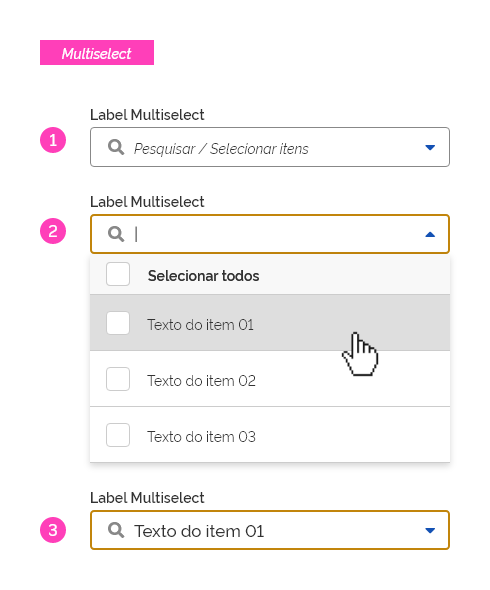 Multiselect
Label Multiselect
1
Pesquisar / Selecionar itens
Label Multiselect
2
Selecionar todos
Texto do item 01
Texto do item 02
Texto do item 03
Label Multiselect
3
Texto do item 01